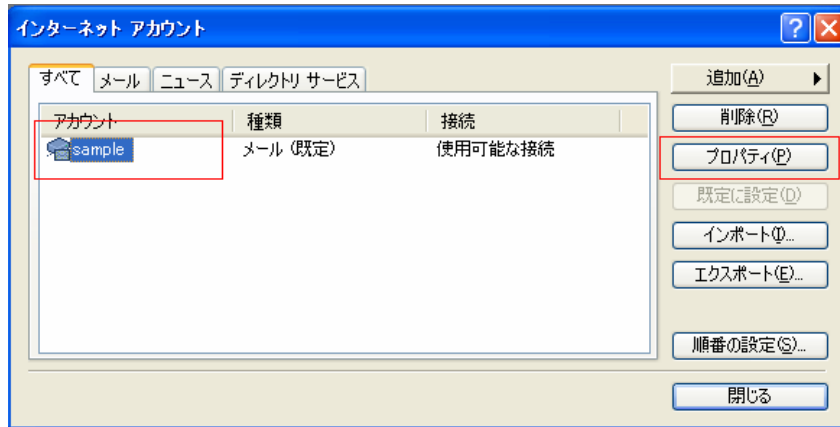 インターネット アカウント
すべて メール ニュース ディレクトリ サービス
アカウント 種類 接続
sample メール (既定) 使用可能な接続
追加(A)
削除(R)
プロパティ(P)
既定に設定(D)
インポート(I)...
エクスポート(E)...
順番の設定(S)...
閉じる